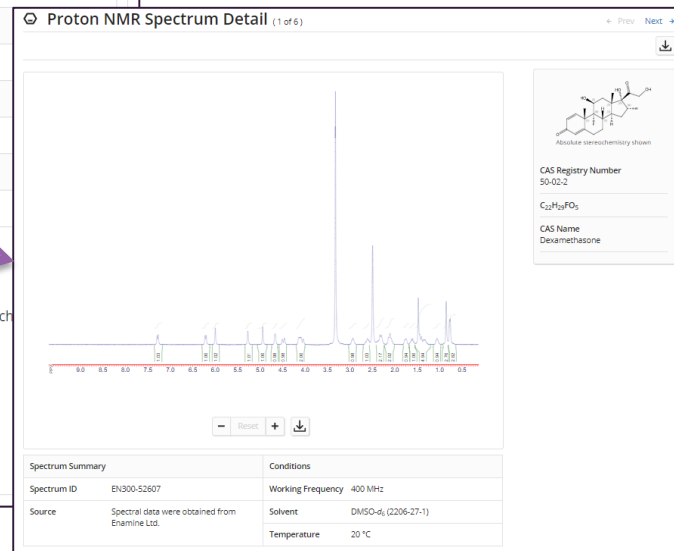 Proton NMR Spectrum Detail (1 of 6)
← Prev Next →
Absolute stereochemistry shown
CAS Registry Number
50-02-2
C₂₂H₂₉FO₅
CAS Name
Dexamethasone
ch
9.0 8.5 8.0 7.5 7.0 6.5 6.0 5.5 5.0 4.5 4.0 3.5 3.0 2.5 2.0 1.5 1.0 0.5
− Reset +
Spectrum Summary Conditions
Spectrum ID EN300-52607 Working Frequency 400 MHz
Source Spectral data were obtained from Enamine Ltd. Solvent DMSO-d₆ (2206-27-1)
Temperature 20 °C